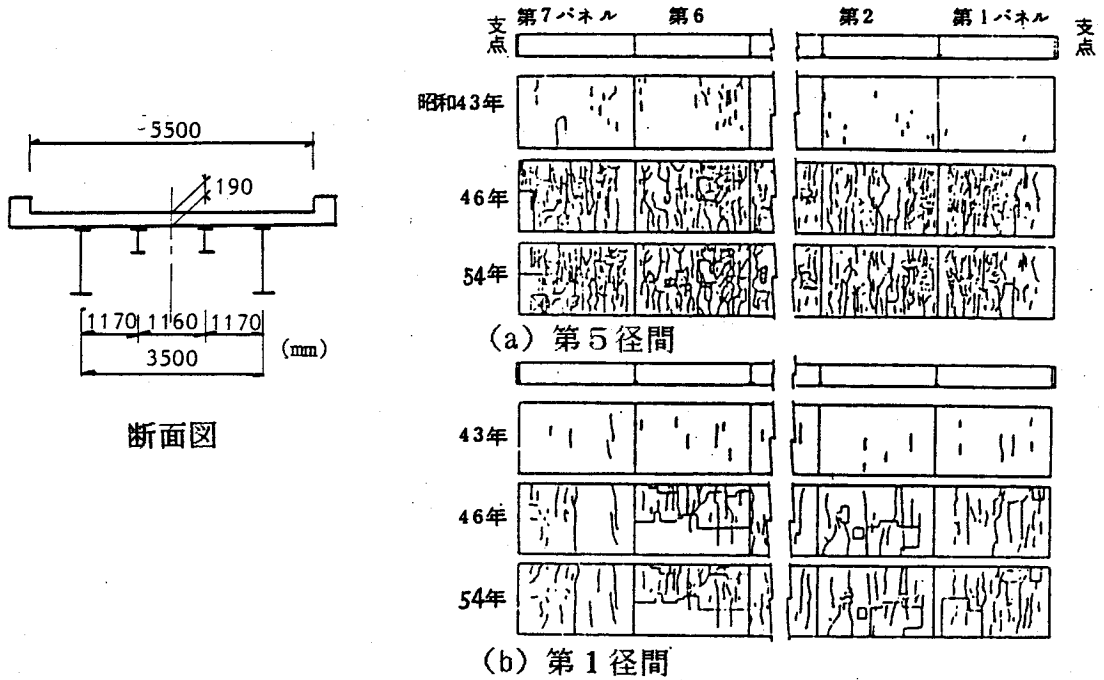 5500
190
1170 1160 1170
3500
(mm)
断面図
支点 第7パネル 第6 第2 第1パネル 支点
昭和43年
46年
54年
(a) 第5径間
43年
46年
54年
(b) 第1径間